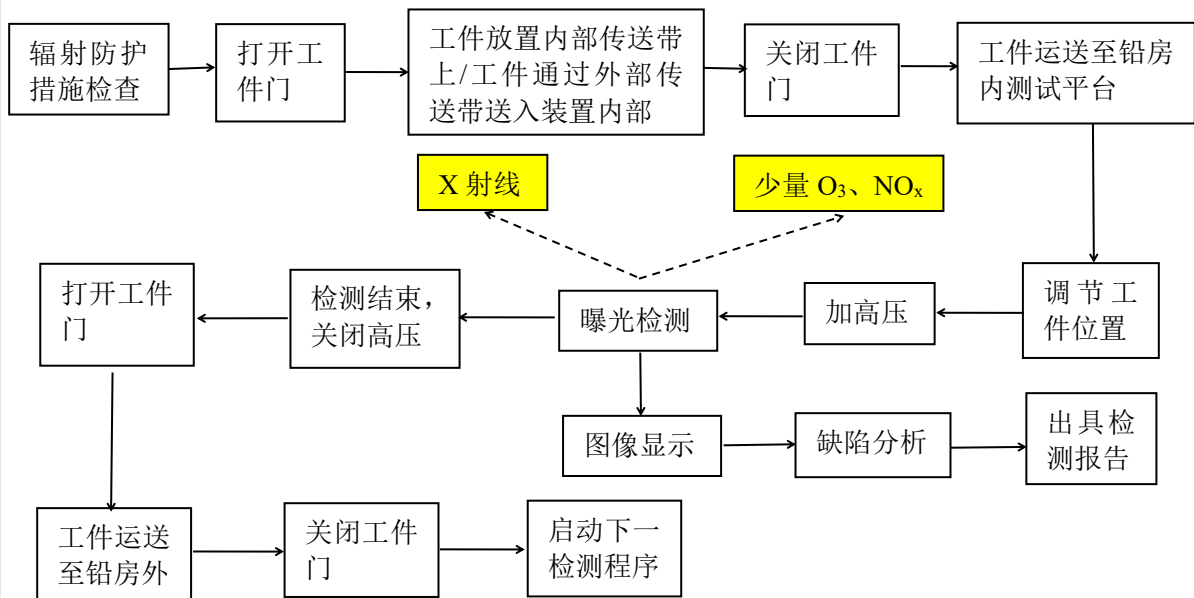 辐射防护
措施检查
打开工
件门
工件放置内部传送带
上/工件通过外部传
送带送入装置内部
关闭工件
门
工件运送至铅房
内测试平台
X 射线
少量 O₃、NOₓ
打开工件
门
检测结束，
关闭高压
曝光检测
加高压
调节工
件位置
图像显示
缺陷分析
出具检
测报告
工件运送
至铅房外
关闭工件
门
启动下一
检测程序